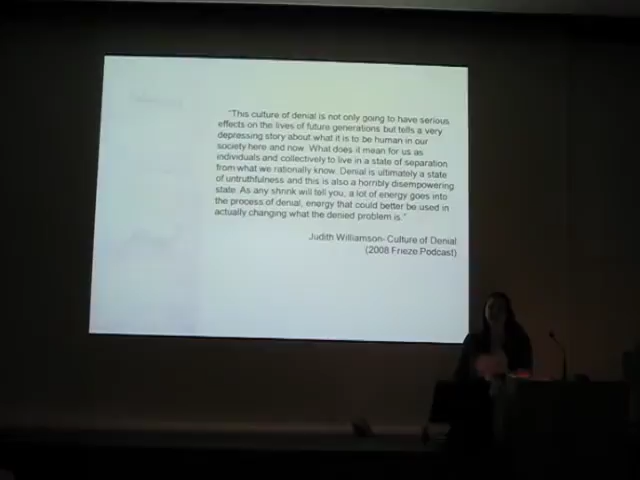 "This culture of denial is not only going to have serious
effects on the lives of future generations but tells a very
depressing story about what it is to be human in our
society here and now. What does it mean for us as
individuals and collectively to live in a state of separation
from what we rationally know. Denial is ultimately a state
of untruthfulness and this is also a horribly disempowering
state. As any shrink will tell you, a lot of energy goes into
the process of denial, energy that could better be used in
actually changing what the denied problem is."
Judith Williamson- Culture of Denial
(2008 Frieze Podcast)